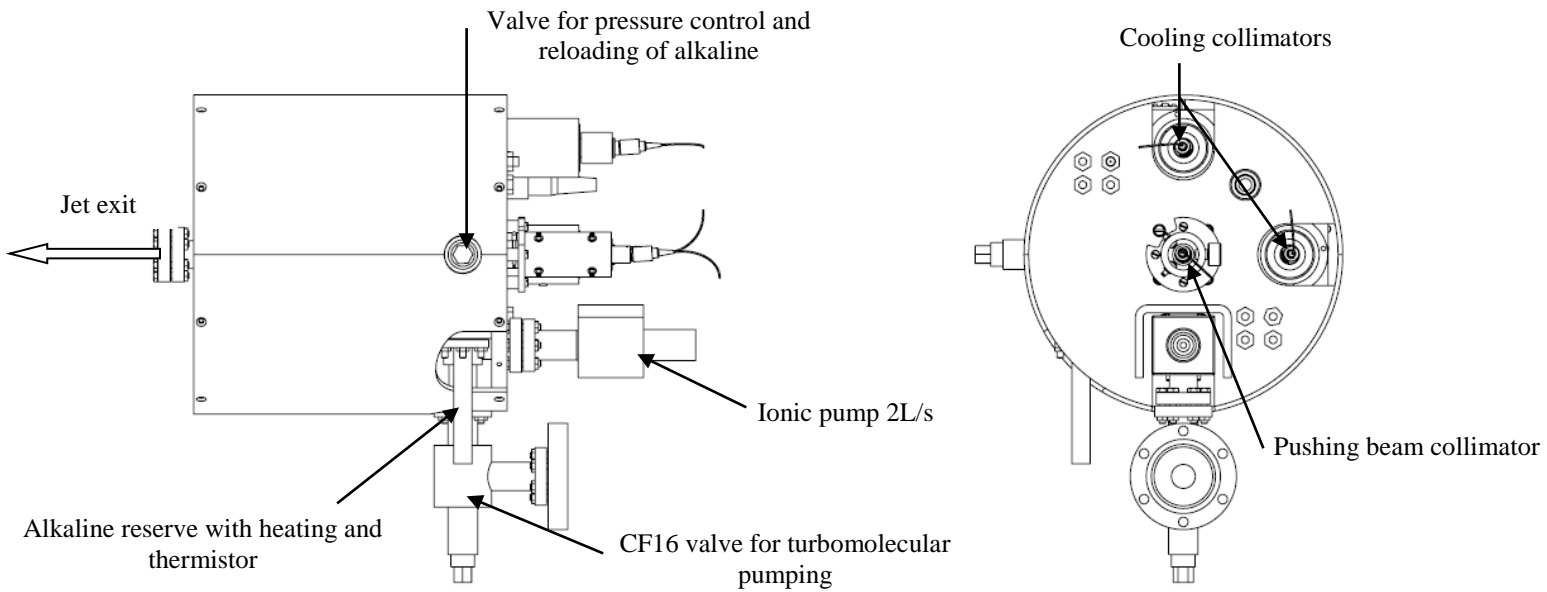 Valve for pressure control and
reloading of alkaline
Cooling collimators
Jet exit
Ionic pump 2L/s
Pushing beam collimator
Alkaline reserve with heating and
thermistor
CF16 valve for turbomolecular
pumping